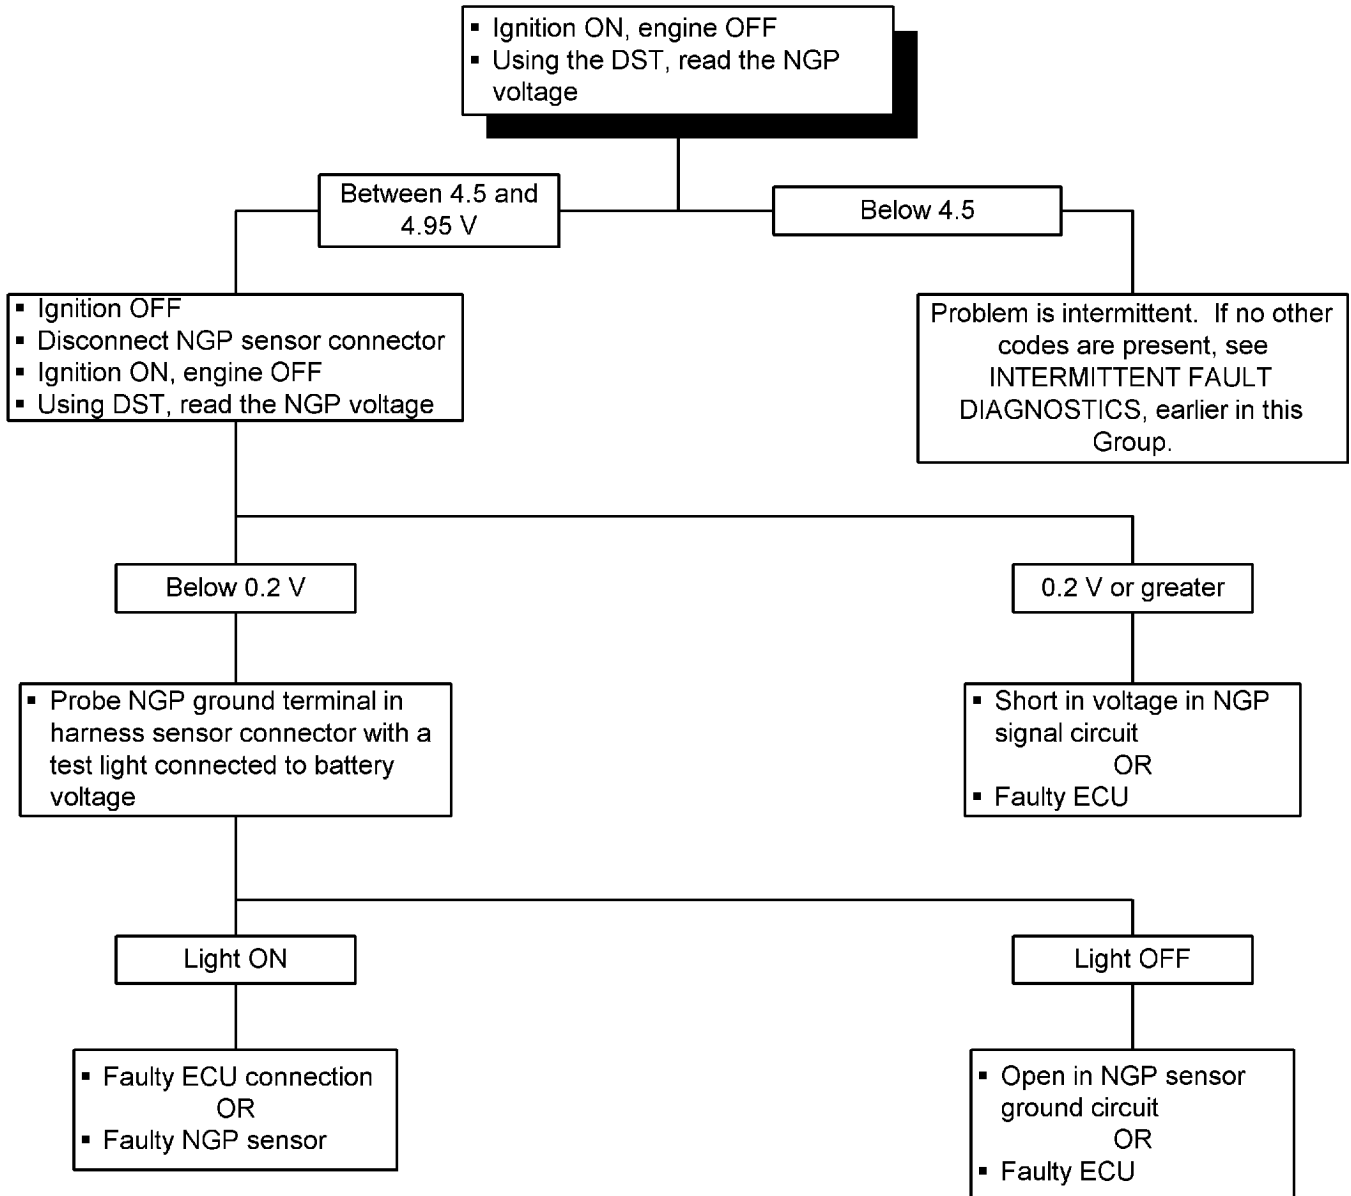 ▪ Ignition ON, engine OFF
▪ Using the DST, read the NGP
voltage
Between 4.5 and
4.95 V
Below 4.5
▪ Ignition OFF
▪ Disconnect NGP sensor connector
▪ Ignition ON, engine OFF
▪ Using DST, read the NGP voltage
Problem is intermittent. If no other
codes are present, see
INTERMITTENT FAULT
DIAGNOSTICS, earlier in this
Group.
Below 0.2 V
0.2 V or greater
▪ Probe NGP ground terminal in
harness sensor connector with a
test light connected to battery
voltage
▪ Short in voltage in NGP
signal circuit
OR
▪ Faulty ECU
Light ON
Light OFF
▪ Faulty ECU connection
OR
▪ Faulty NGP sensor
▪ Open in NGP sensor
ground circuit
OR
▪ Faulty ECU